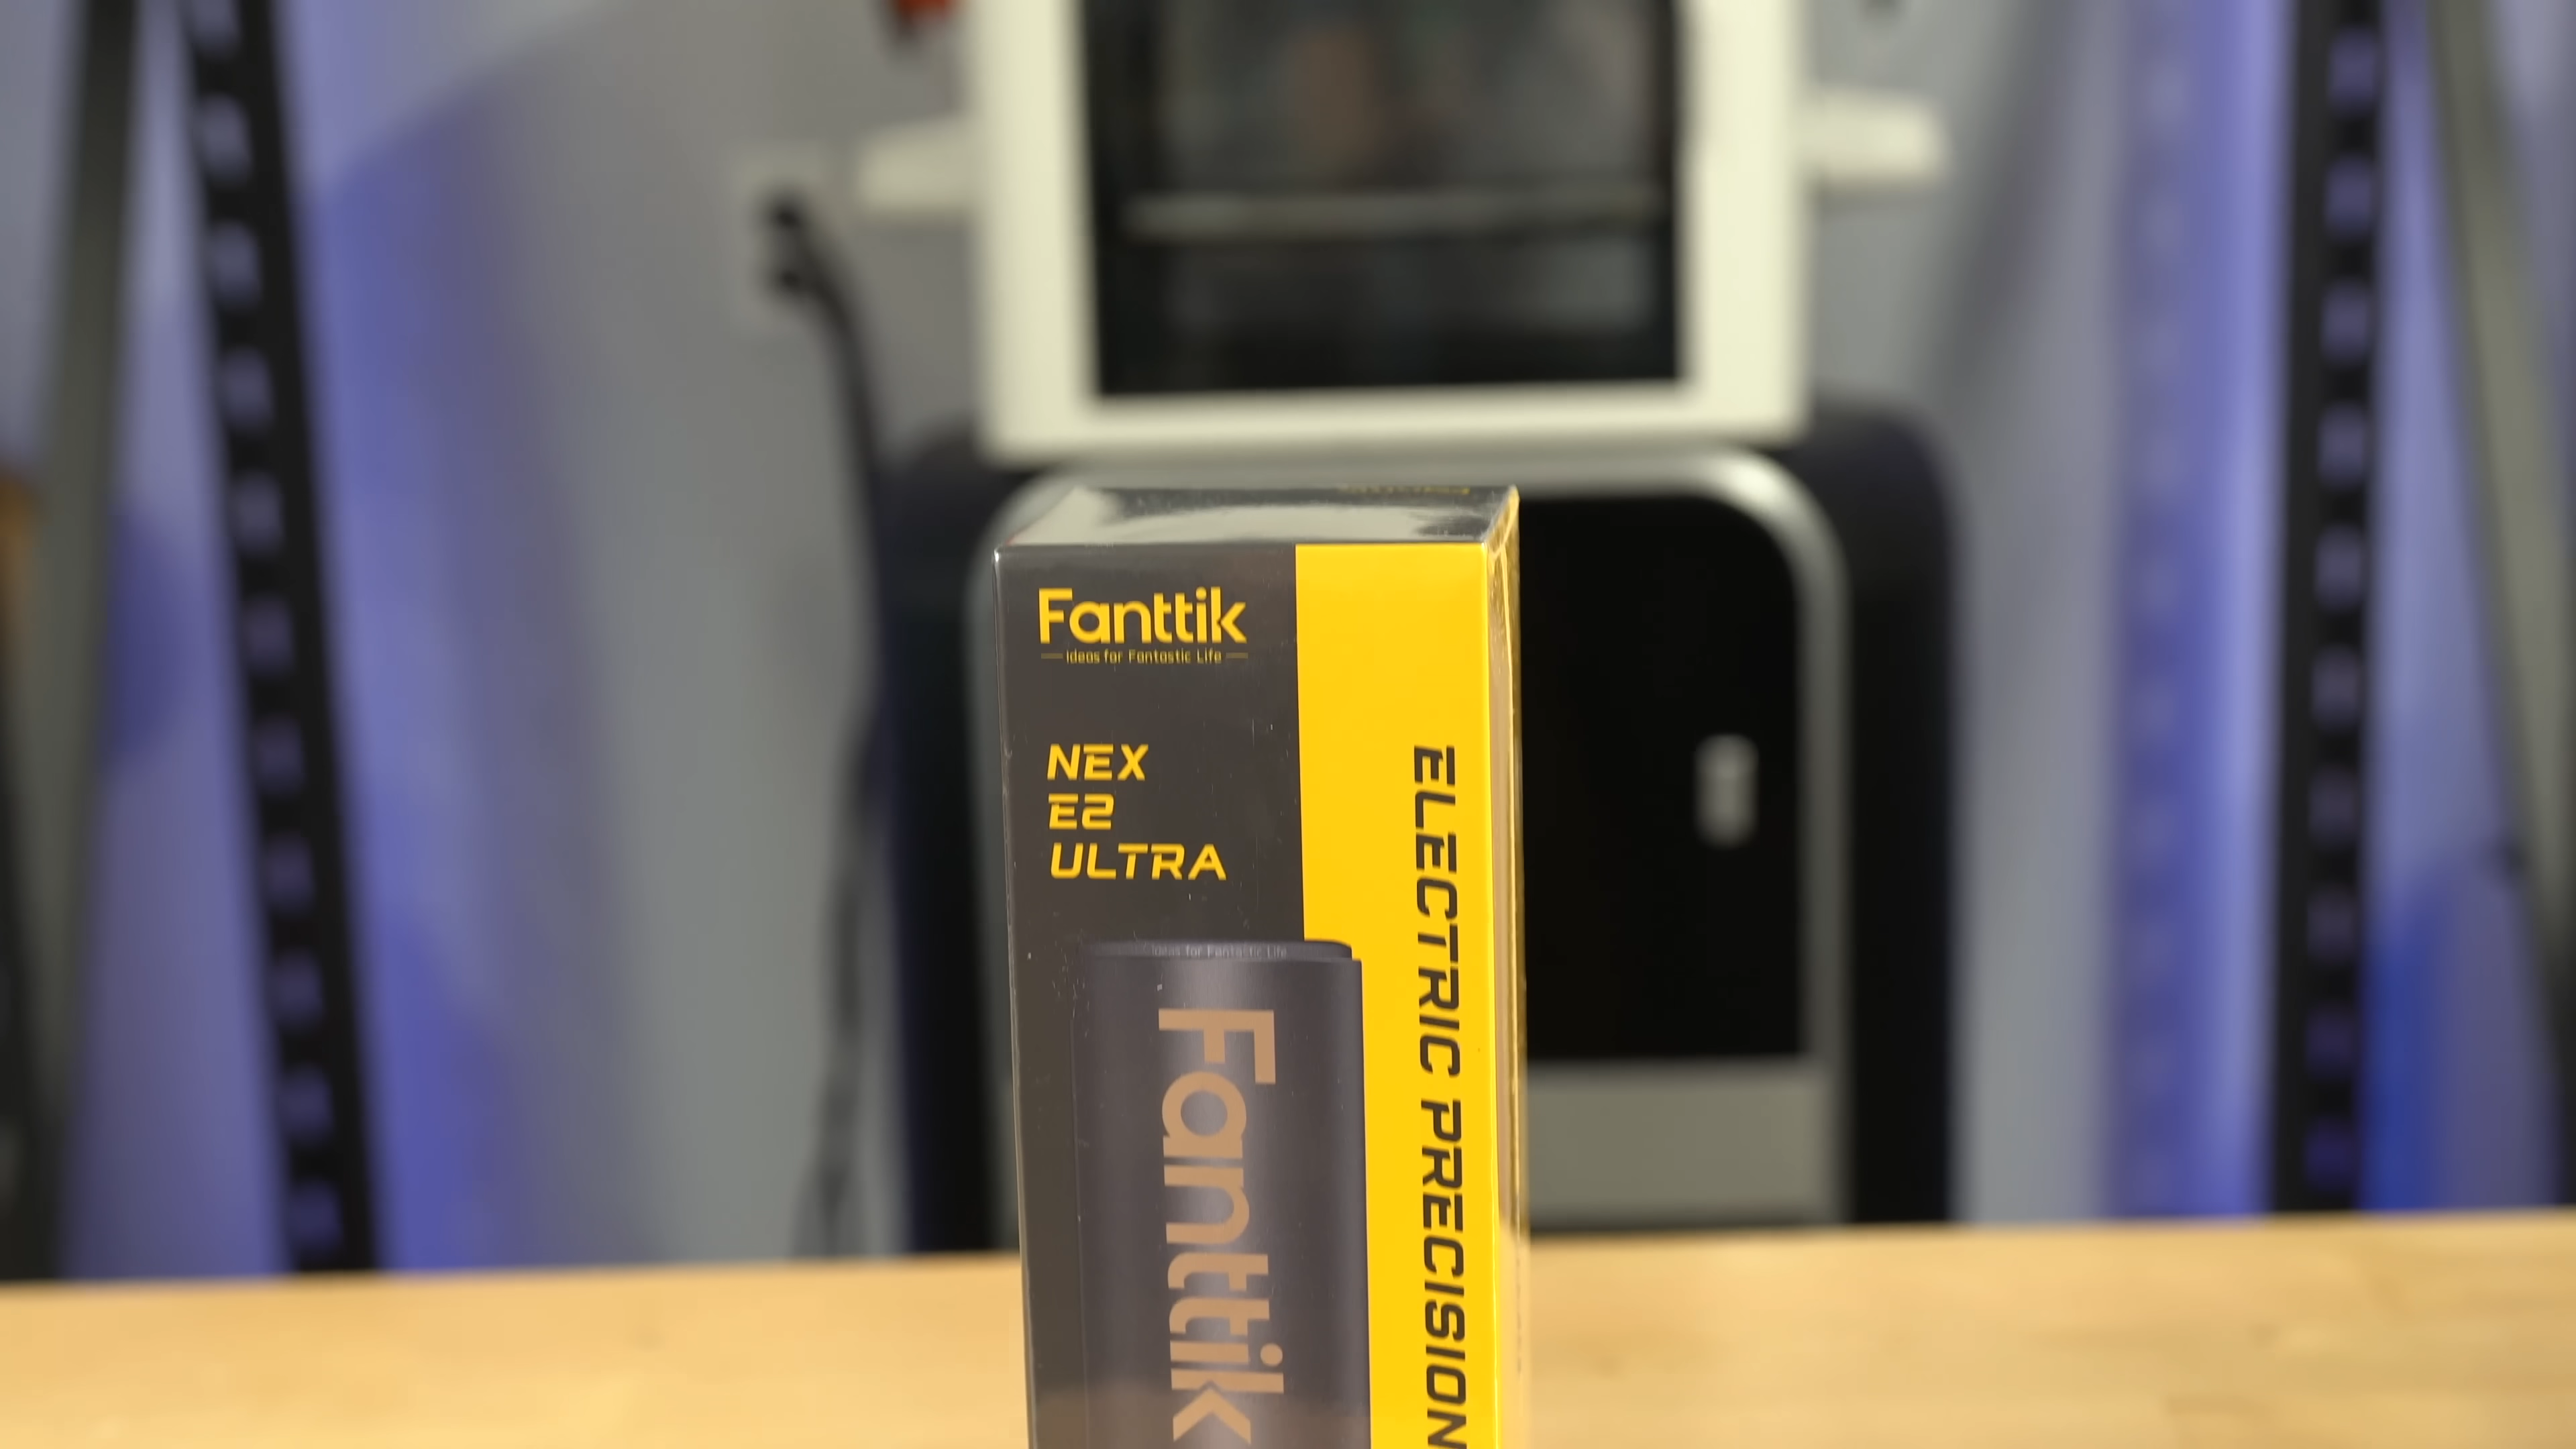 Fanttik
Ideas for Fantastic Life
NEX
E2
ULTRA
ELECTRIC PRECISION
Ideas for Fantastic Life
Fanttik